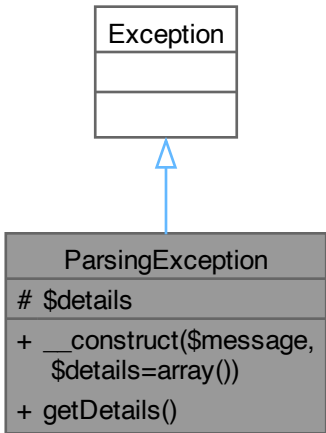 Exception
ParsingException
# $details
+ __construct($message,
$details=array())
+ getDetails()